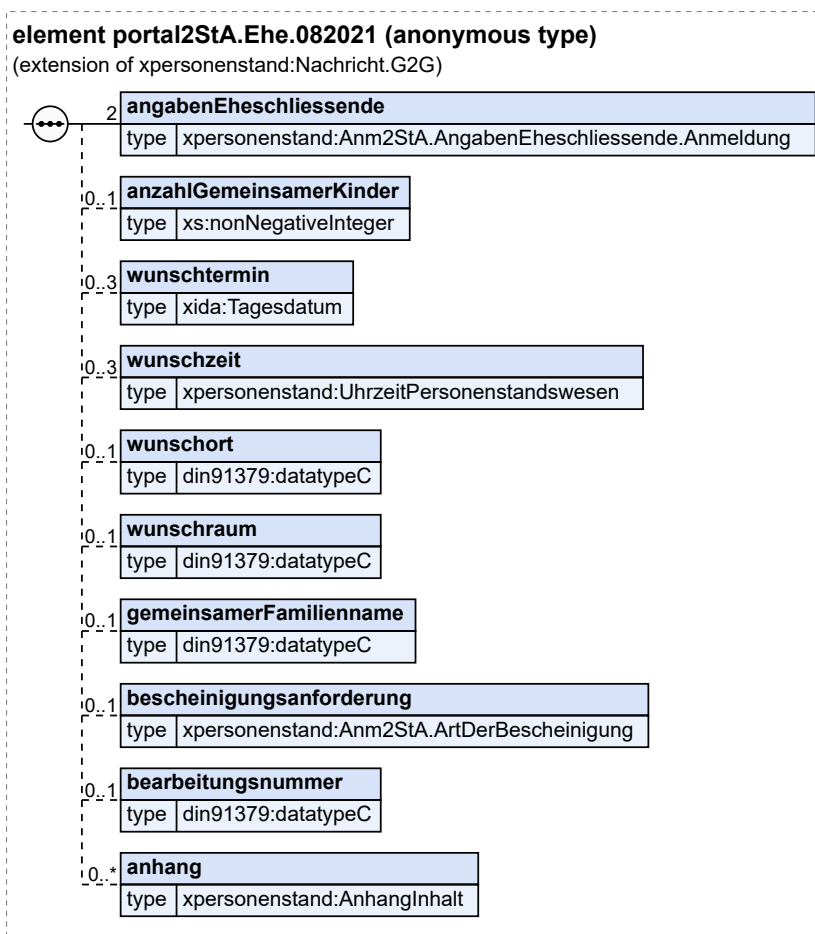 element portal2StA.Ehe.082021 (anonymous type)
(extension of xpersonenstand:Nachricht.G2G)
2 angabenEheschliessende
type xpersonenstand:Anm2StA.AngabenEheschliessende.Anmeldung
0..1 anzahlGemeinsamerKinder
type xs:nonNegativeInteger
0..3 wunschtermin
type xida:Tagesdatum
0..3 wunschzeit
type xpersonenstand:UhrzeitPersonenstandswesen
0..1 wunschort
type din91379:datatypeC
0..1 wunschraum
type din91379:datatypeC
0..1 gemeinsamerFamilienname
type din91379:datatypeC
0..1 bescheinigungsanforderung
type xpersonenstand:Anm2StA.ArtDerBescheinigung
0..1 bearbeitungsnummer
type din91379:datatypeC
0..* anhang
type xpersonenstand:AnhangInhalt